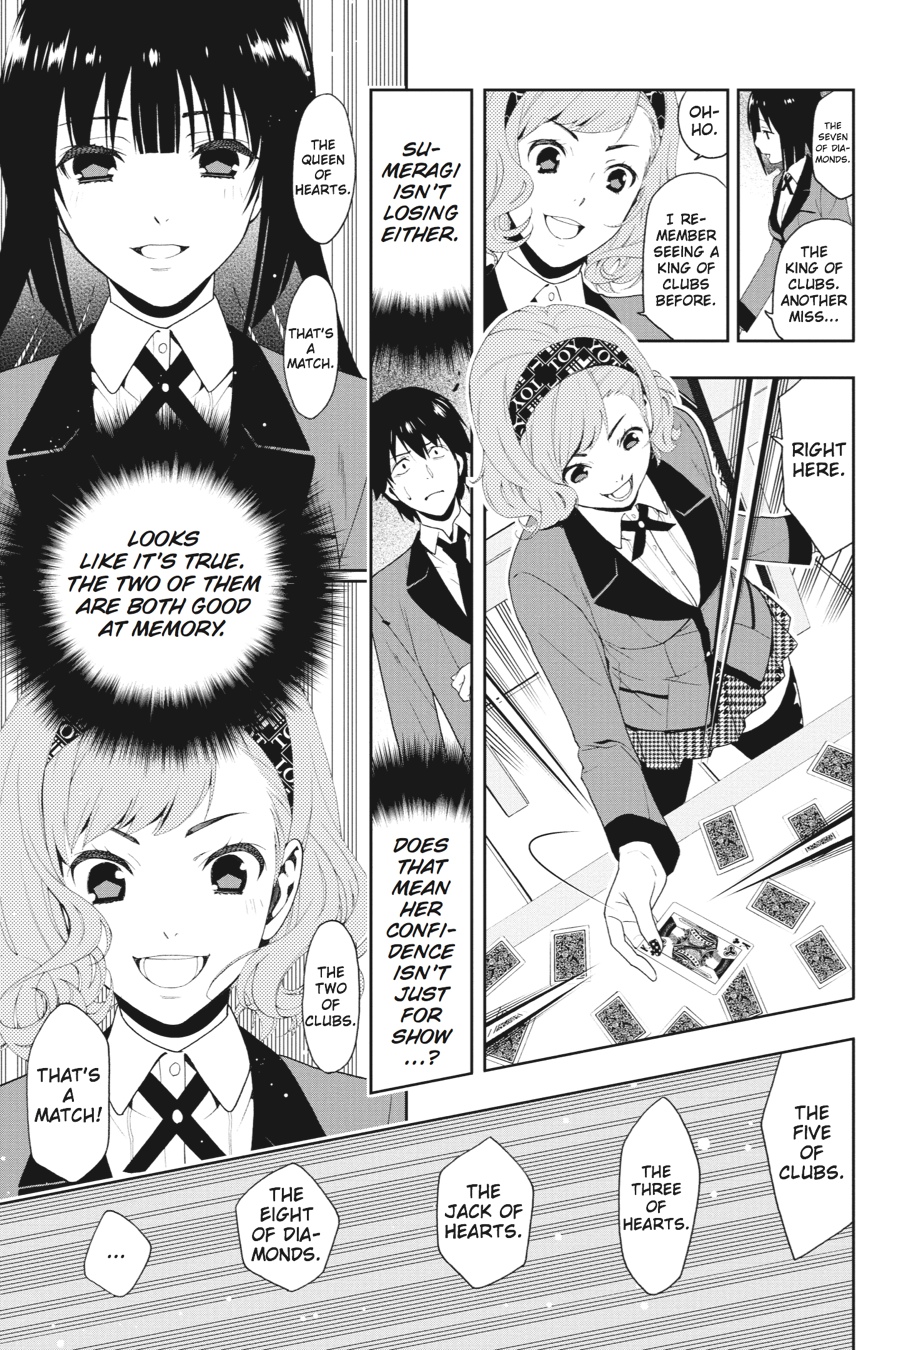 THE
SEVEN
OF DIA-
MONDS.
THE
KING OF
CLUBS.
ANOTHER
MISS...
OH-
HO.
I RE-
MEMBER
SEEING A
KING OF
CLUBS
BEFORE.
RIGHT
HERE.
SU-
MERAGI
ISN'T
LOSING
EITHER.
DOES
THAT
MEAN
HER
CONFI-
DENCE
ISN'T
JUST
FOR
SHOW
...?
THE
QUEEN
OF
HEARTS.
THAT'S
A
MATCH.
LOOKS
LIKE IT'S TRUE.
THE TWO OF THEM
ARE BOTH GOOD
AT MEMORY.
THE
TWO
OF
CLUBS.
THAT'S
A
MATCH!
THE
FIVE
OF
CLUBS.
THE
THREE
OF
HEARTS.
THE
JACK OF
HEARTS.
THE
EIGHT
OF DIA-
MONDS.
...